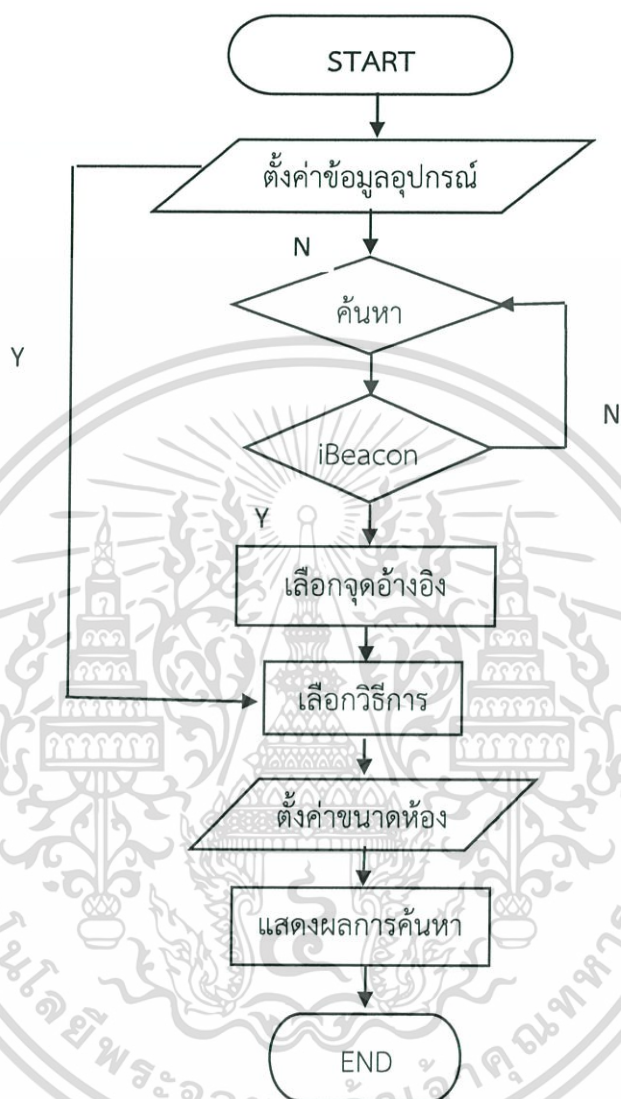 START
ตั้งค่าข้อมูลอุปกรณ์
N
ค้นหา
Y
N
iBeacon
Y
เลือกจุดอ้างอิง
เลือกวิธีการ
ตั้งค่าขนาดห้อง
แสดงผลการค้นหา
END